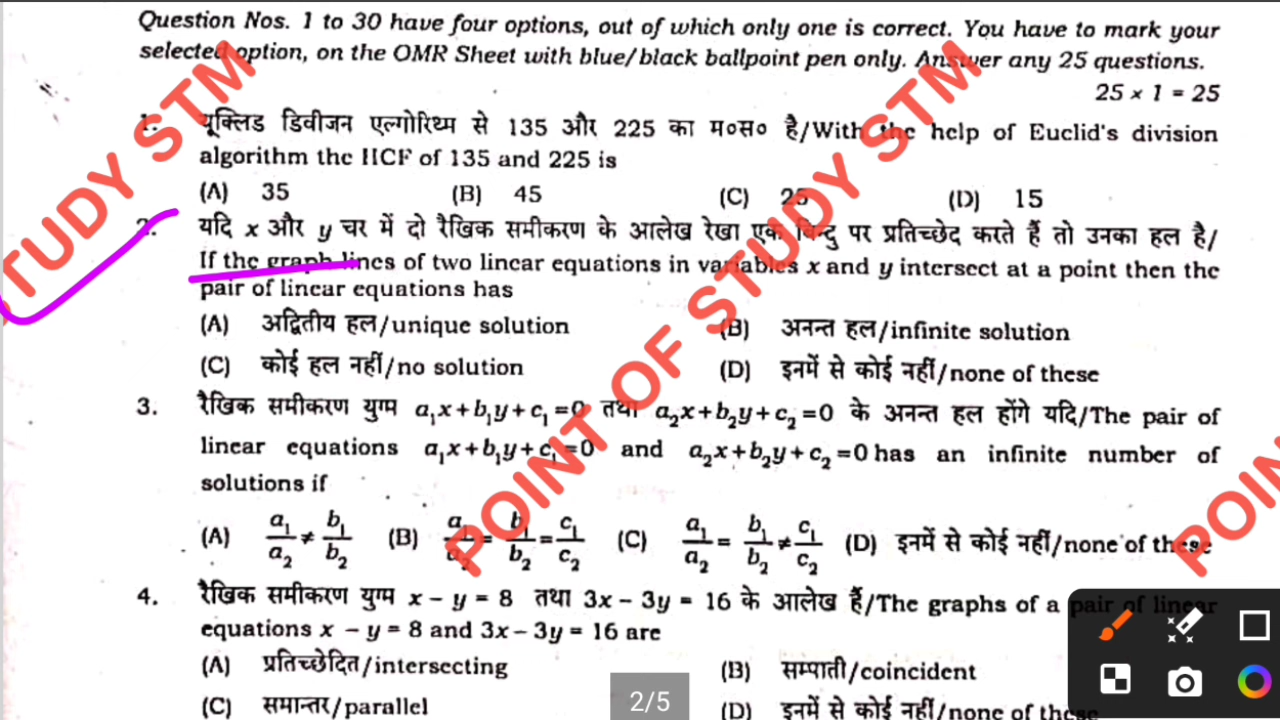 Question Nos. 1 to 30 have four options, out of which only one is correct. You have to mark your
selected option, on the OMR Sheet with blue/black ballpoint pen only. Answer any 25 questions.
25 × 1 = 25
1. यूक्लिड डिवीजन एल्गोरिथ्म से 135 और 225 का म०स० है/With the help of Euclid's division
algorithm the HCF of 135 and 225 is
(A) 35 (B) 45 (C) 25 (D) 15
2. यदि x और y चर में दो रैखिक समीकरण के आलेख रेखा एक बिन्दु पर प्रतिच्छेद करते हैं तो उनका हल है/
If the graph lines of two linear equations in variables x and y intersect at a point then the
pair of linear equations has
(A) अद्वितीय हल/unique solution (B) अनन्त हल/infinite solution
(C) कोई हल नहीं/no solution (D) इनमें से कोई नहीं/none of these
3. रैखिक समीकरण युग्म a₁x+b₁y+c₁=0 तथा a₂x+b₂y+c₂=0 के अनन्त हल होंगे यदि/The pair of
linear equations a₁x+b₁y+c₁=0 and a₂x+b₂y+c₂=0 has an infinite number of
solutions if
(A) a₁/a₂ ≠ b₁/b₂ (B) a₁/a₂ = b₁/b₂ = c₁/c₂ (C) a₁/a₂ = b₁/b₂ ≠ c₁/c₂ (D) इनमें से कोई नहीं/none of these
4. रैखिक समीकरण युग्म x – y = 8 तथा 3x – 3y = 16 के आलेख हैं/The graphs of a pair of linear
equations x – y = 8 and 3x – 3y = 16 are
(A) प्रतिच्छेदित/intersecting (B) सम्पाती/coincident
(C) समान्तर/parallel (D) इनमें से कोई नहीं/none of these
2/5
TUDY STM
POINT OF STUDY STM
POIN